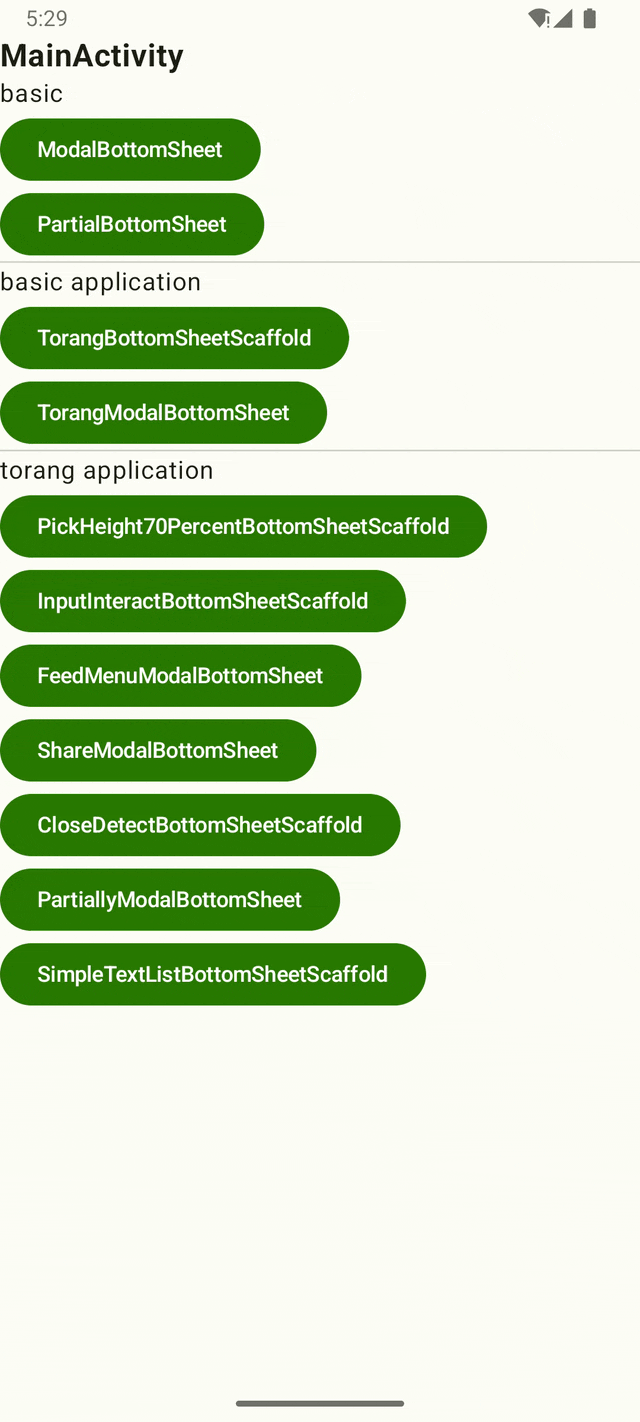 5:29
MainActivity
basic
ModalBottomSheet
PartialBottomSheet
basic application
TorangBottomSheetScaffold
TorangModalBottomSheet
torang application
PickHeight70PercentBottomSheetScaffold
InputInteractBottomSheetScaffold
FeedMenuModalBottomSheet
ShareModalBottomSheet
CloseDetectBottomSheetScaffold
PartiallyModalBottomSheet
SimpleTextListBottomSheetScaffold